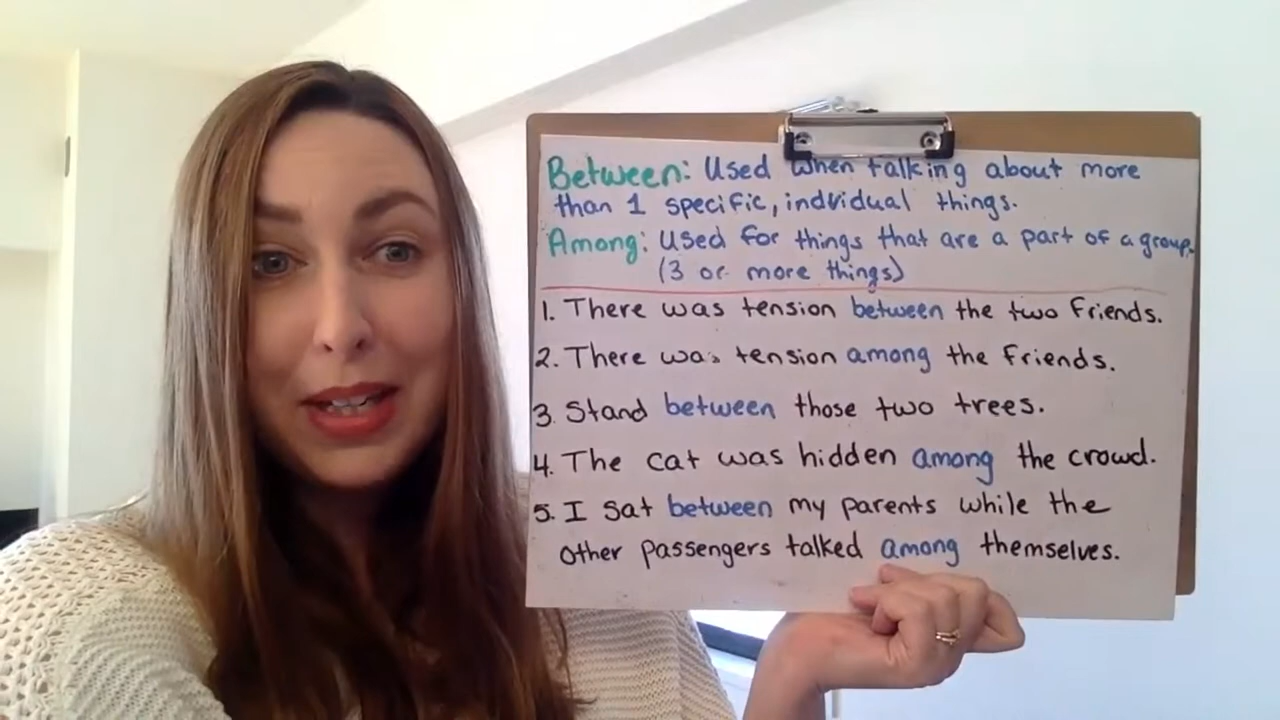 Between: Used when talking about more
than 1 specific, indvidual things.
Among: Used for things that are a part of a group.
(3 or more things)
1. There was tension between the two friends.
2. There was tension among the friends.
3. Stand between those two trees.
4. The cat was hidden among the crowd.
5. I sat between my parents while the
other passengers talked among themselves.